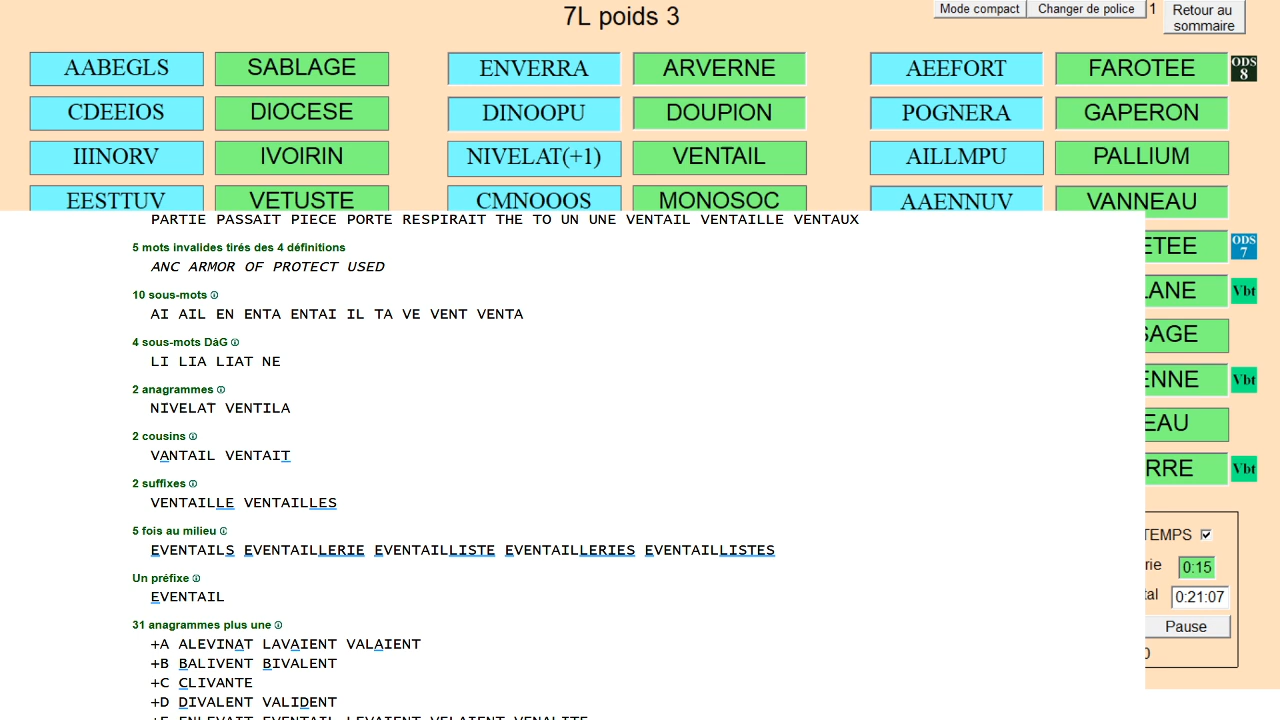 7L poids 3
Mode compact Changer de police 1 Retour au sommaire
AABEGLS SABLAGE ENVERRA ARVERNE AEEFORT FAROTEE ODS 8
CDEEIOS DIOCESE DINOOPU DOUPION POGNERA GAPERON
IIINORV IVOIRIN NIVELAT(+1) VENTAIL AILLMPU PALLIUM
EESTTUV VETUSTE CMNOOOS MONOSOC AAENNUV VANNEAU
PARTIE PASSAIT PIECE PORTE RESPIRAIT THE TO UN UNE VENTAIL VENTAILLE VENTAUX
5 mots invalides tirés des 4 définitions
ETEE ODS 7
ANC ARMOR OF PROTECT USED
10 sous-mots
LANE Vbt
AI AIL EN ENTA ENTAI IL TA VE VENT VENTA
4 sous-mots DàG
SAGE
LI LIA LIAT NE
2 anagrammes
ENNE Vbt
NIVELAT VENTILA
2 cousins
EAU
VANTAIL VENTAIT
2 suffixes
RRE Vbt
VENTAILLE VENTAILLES
5 fois au milieu
TEMPS
EVENTAILS EVENTAILLERIE EVENTAILLISTE EVENTAILLERIES EVENTAILLISTES
rie 0:15
Un préfixe
EVENTAIL
tal 0:21:07
31 anagrammes plus une
Pause
+A ALEVINAT LAVAIENT VALAIENT
+B BALIVENT BIVALENT
+C CLIVANTE
+D DIVALENT VALIDENT
+E ENLEVAIT EVENTAIL LEVAIENT VELAIENT VENALITE